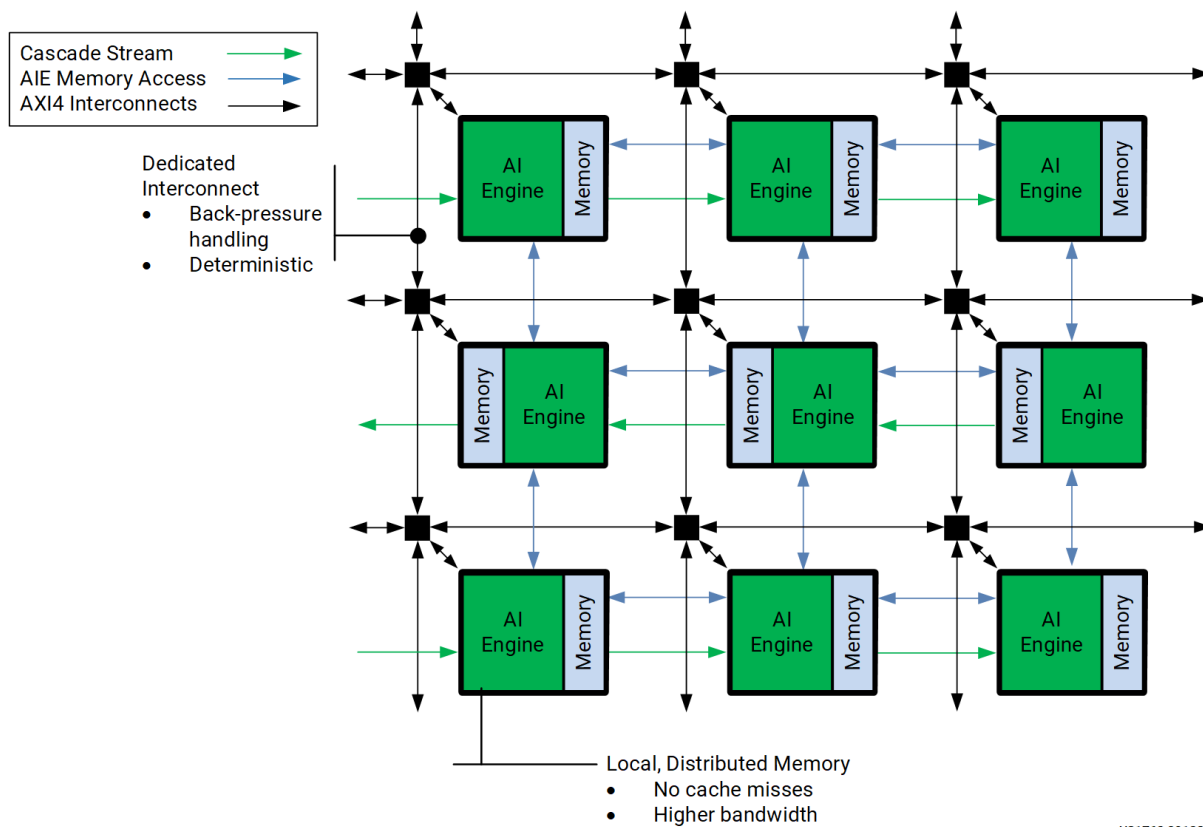 Cascade Stream
AIE Memory Access
AXI4 Interconnects
Dedicated
Interconnect
• Back-pressure
handling
• Deterministic
AI
Engine
Memory
AI
Engine
Memory
AI
Engine
Memory
Memory
AI
Engine
Memory
AI
Engine
Memory
AI
Engine
AI
Engine
Memory
AI
Engine
Memory
AI
Engine
Memory
Local, Distributed Memory
• No cache misses
• Higher bandwidth